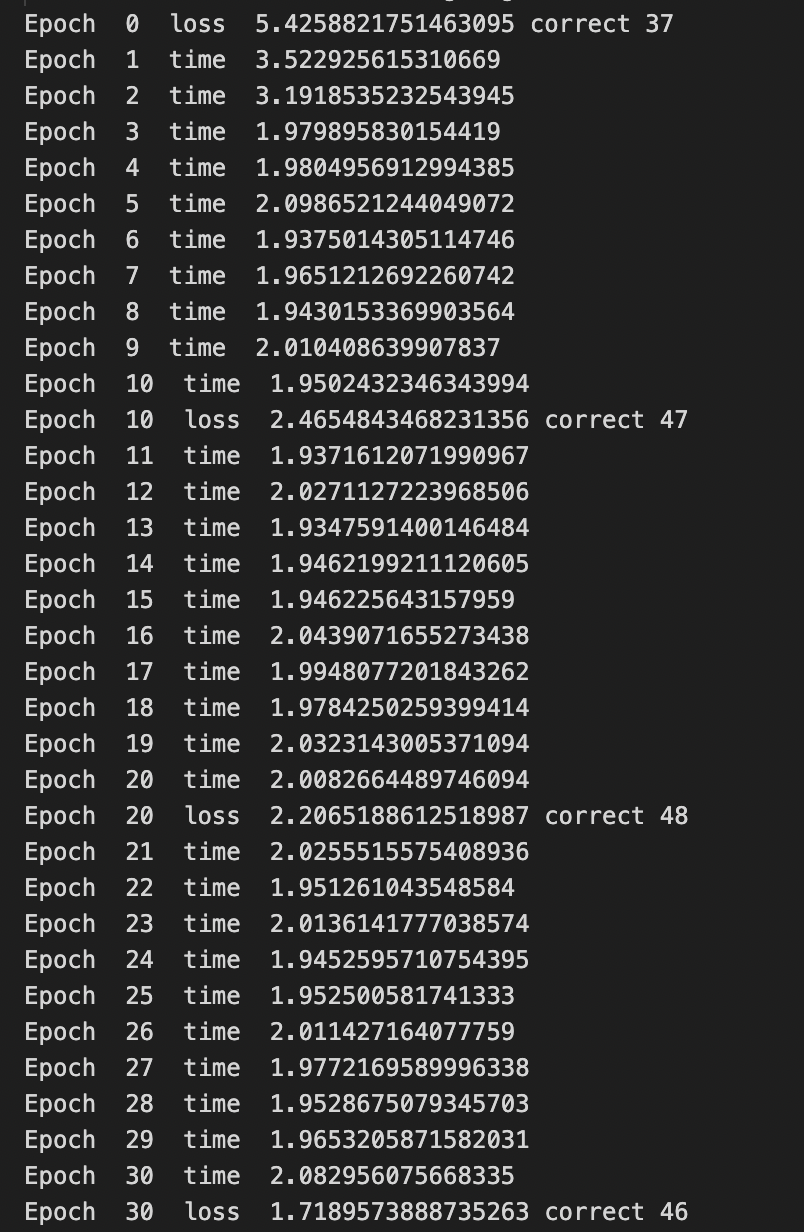 Epoch  0  loss  5.4258821751463095 correct 37
Epoch  1  time  3.522925615310669
Epoch  2  time  3.1918535232543945
Epoch  3  time  1.979895830154419
Epoch  4  time  1.9804956912994385
Epoch  5  time  2.0986521244049072
Epoch  6  time  1.9375014305114746
Epoch  7  time  1.9651212692260742
Epoch  8  time  1.9430153369903564
Epoch  9  time  2.010408639907837
Epoch  10  time  1.9502432346343994
Epoch  10  loss  2.4654843468231356 correct 47
Epoch  11  time  1.9371612071990967
Epoch  12  time  2.0271127223968506
Epoch  13  time  1.9347591400146484
Epoch  14  time  1.9462199211120605
Epoch  15  time  1.946225643157959
Epoch  16  time  2.0439071655273438
Epoch  17  time  1.9948077201843262
Epoch  18  time  1.9784250259399414
Epoch  19  time  2.0323143005371094
Epoch  20  time  2.0082664489746094
Epoch  20  loss  2.2065188612518987 correct 48
Epoch  21  time  2.0255515575408936
Epoch  22  time  1.951261043548584
Epoch  23  time  2.0136141777038574
Epoch  24  time  1.9452595710754395
Epoch  25  time  1.952500581741333
Epoch  26  time  2.011427164077759
Epoch  27  time  1.9772169589996338
Epoch  28  time  1.9528675079345703
Epoch  29  time  1.9653205871582031
Epoch  30  time  2.082956075668335
Epoch  30  loss  1.7189573888735263 correct 46